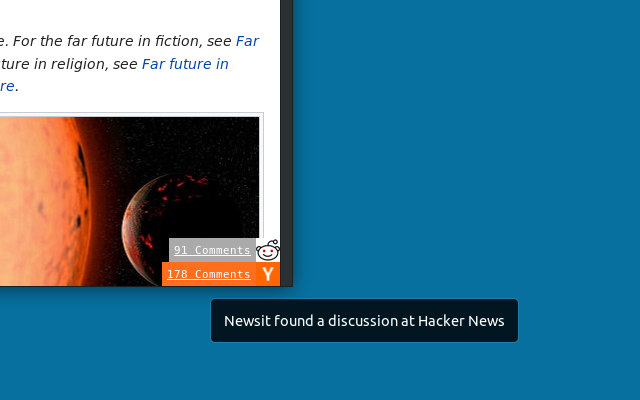 e. For the far future in fiction, see Far
ture in religion, see Far future in
re.
91 Comments
178 Comments
Y
Newsit found a discussion at Hacker News